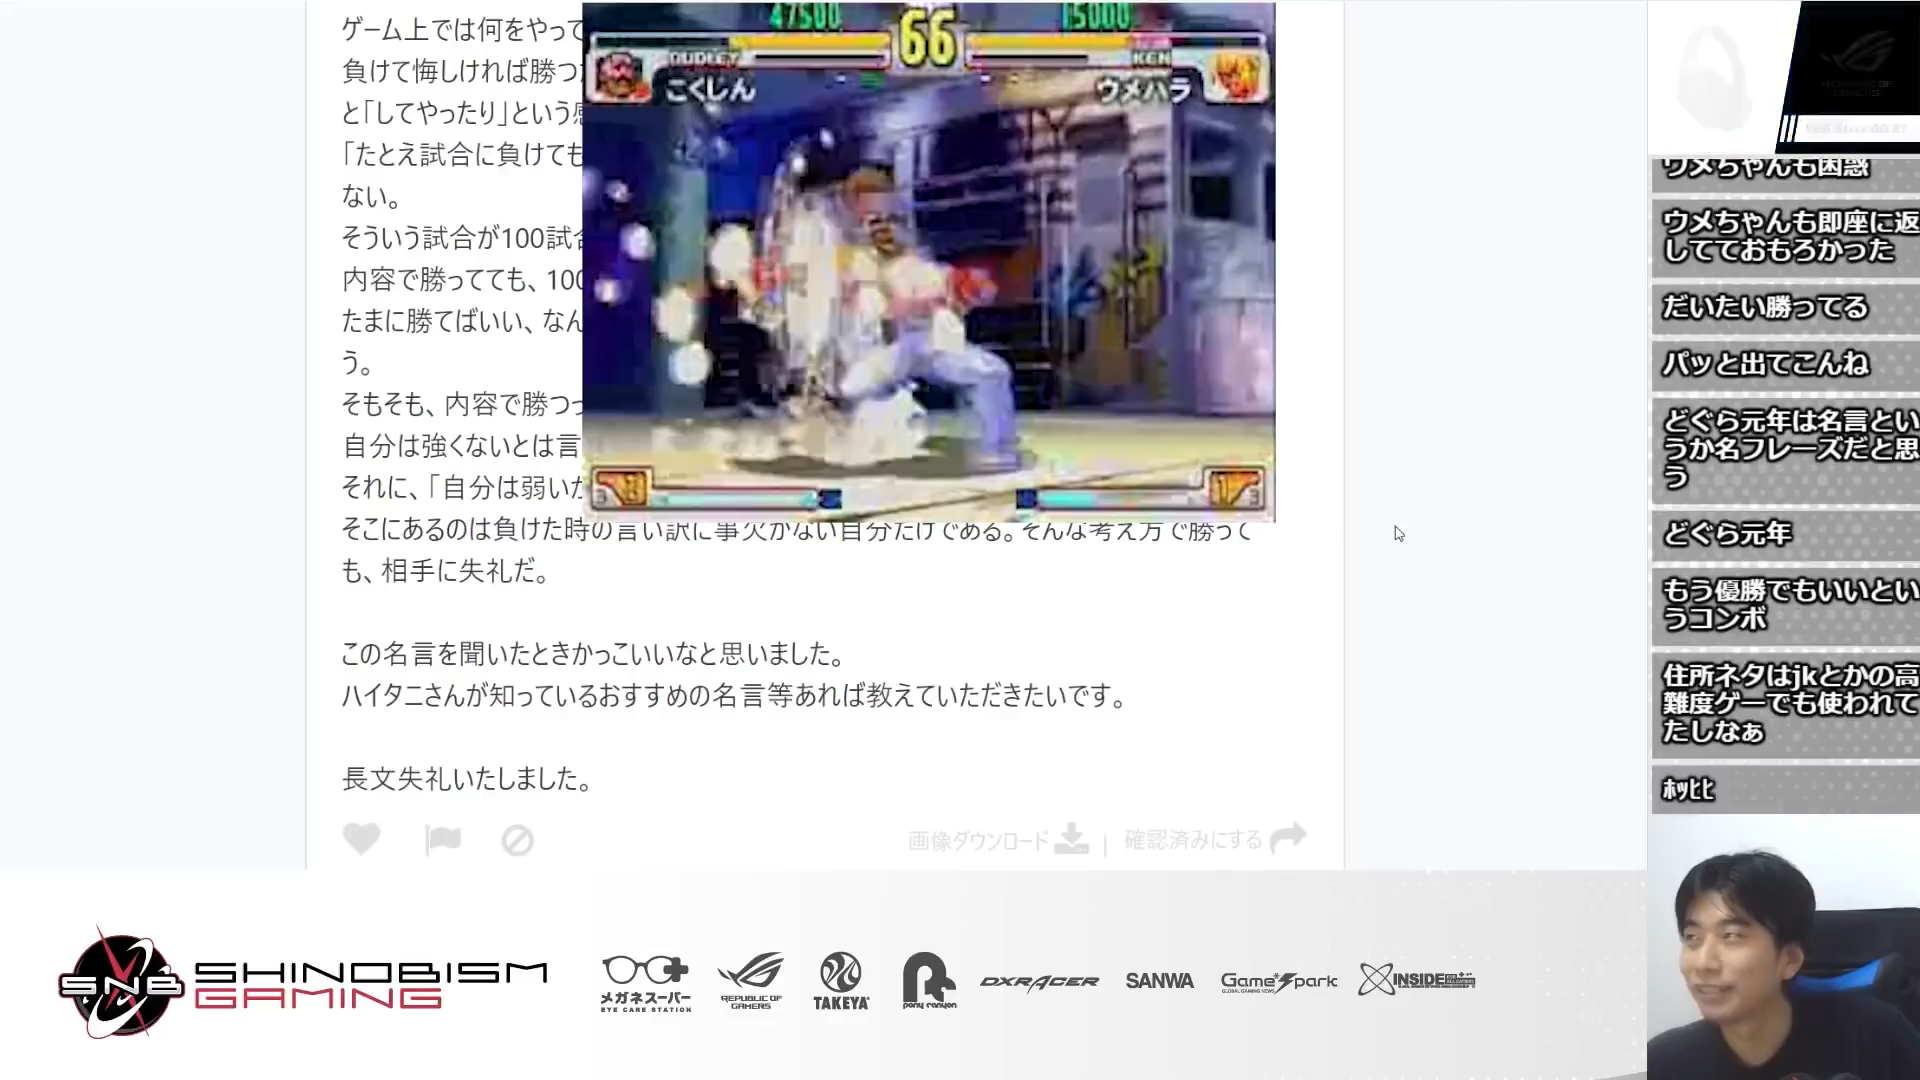 ゲーム上では何をやって
負けて悔しければ勝つ
と「してやったり」という
「たとえ試合に負けても
ない。
そういう試合が100試合
内容で勝ってても、100
たまに勝てばいい、なん
う。
そもそも、内容で勝つっ
自分は強くないとは言
それに、「自分は弱いか
そこにあるのは負けた時の言い訳に事欠かない自分だけである。そんな考え方で勝って
も、相手に失礼だ。
この名言を聞いたときかっこいいなと思いました。
ハイタニさんが知っているおすすめの名言等あれば教えていただきたいです。
長文失礼いたしました。
画像ダウンロード | 確認済みにする
47500
66
15000
DUDLEY
KEN
こくじん
ウメハラ
3
3
ウメちゃんも困惑
ウメちゃんも即座に返
してておもろかった
だいたい勝ってる
パッと出てこんね
どぐら元年は名言とい
うか名フレーズだと思
う
どぐら元年
もう優勝でもいいとい
うコンボ
住所ネタはjkとかの高
難度ゲーでも使われて
たしなぁ
ﾎｯﾋﾋ
SNB
SHINOBISM
GAMING
メガネスーパー
EYE CARE STATION
REPUBLIC OF
GAMERS
TAKEYA
pony canyon
DXRACER
SANWA
Game*Spark
GLOBAL GAMING NEWS
INSIDE